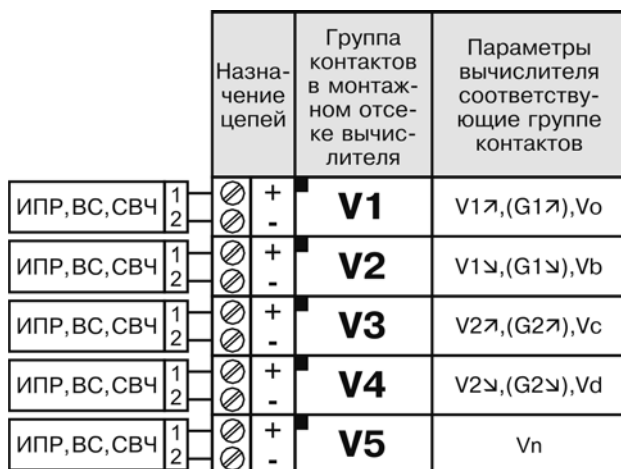 Назна-
чение
цепей
Группа
контактов
в монтаж-
ном отсе-
ке вычис-
лителя
Параметры
вычислителя
соответству-
ющие группе
контактов
ИПР,ВС,СВЧ 1 + V1 V1↗,(G1↗),Vo
2 -
ИПР,ВС,СВЧ 1 + V2 V1↘,(G1↘),Vb
2 -
ИПР,ВС,СВЧ 1 + V3 V2↗,(G2↗),Vc
2 -
ИПР,ВС,СВЧ 1 + V4 V2↘,(G2↘),Vd
2 -
ИПР,ВС,СВЧ 1 + V5 Vn
2 -